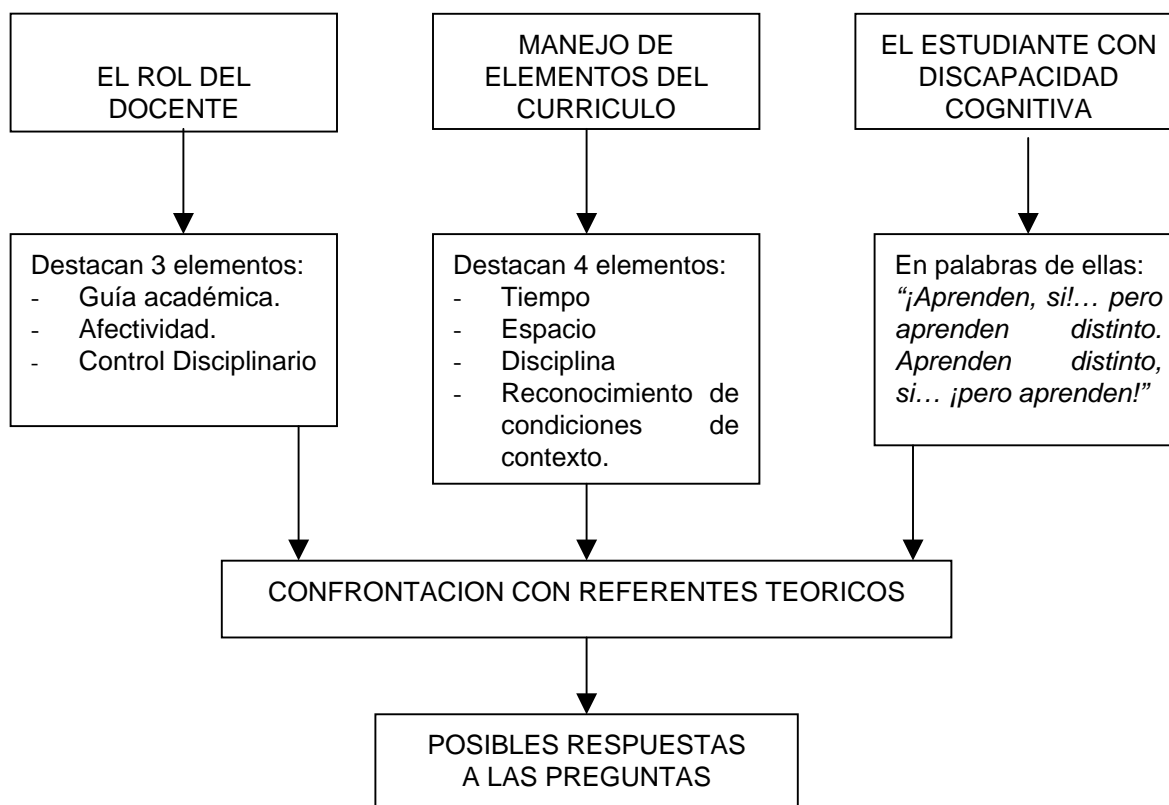 EL ROL DEL
DOCENTE
MANEJO DE
ELEMENTOS DEL
CURRICULO
EL ESTUDIANTE CON
DISCAPACIDAD
COGNITIVA
Destacan 3 elementos:
- Guía académica.
- Afectividad.
- Control Disciplinario
Destacan 4 elementos:
- Tiempo
- Espacio
- Disciplina
- Reconocimiento de
condiciones de
contexto.
En palabras de ellas:
“¡Aprenden, si!… pero
aprenden distinto.
Aprenden distinto,
si… ¡pero aprenden!”
CONFRONTACION CON REFERENTES TEORICOS
POSIBLES RESPUESTAS
A LAS PREGUNTAS